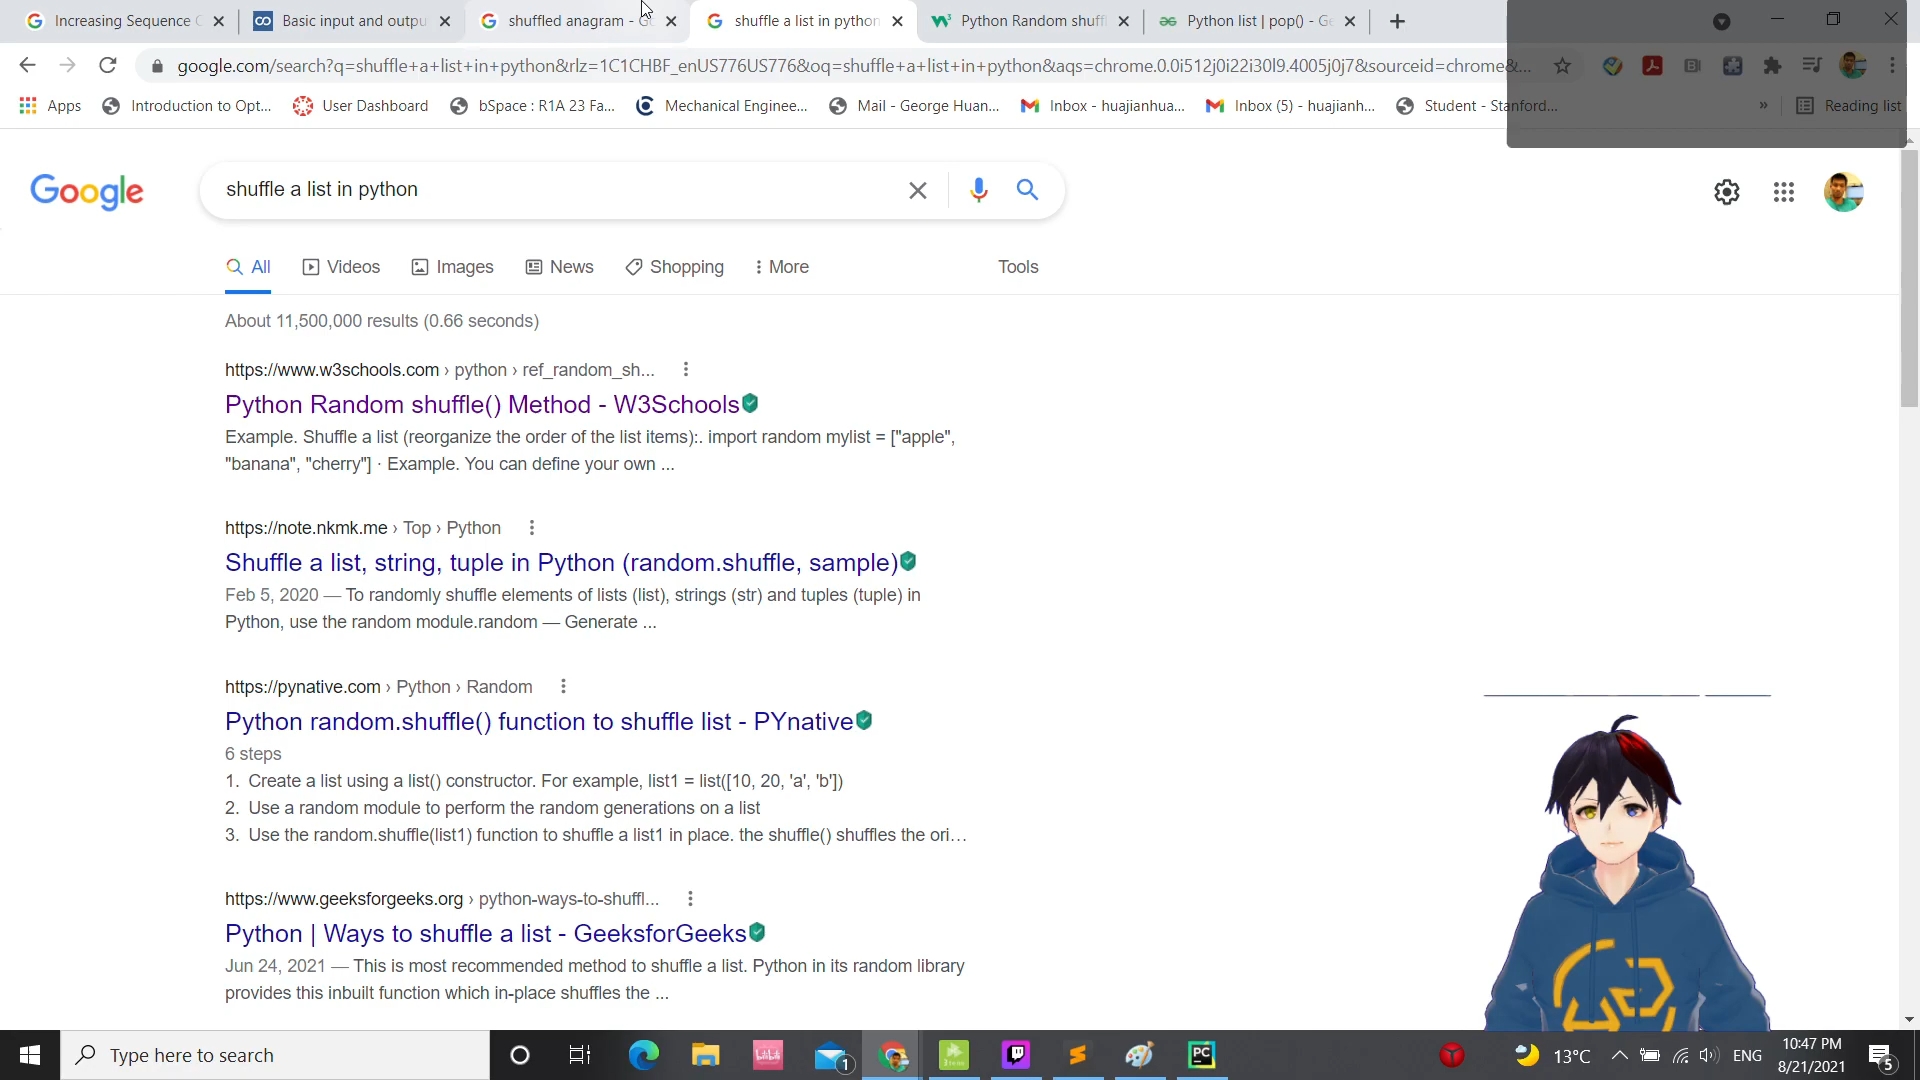 Increasing Sequence
Basic input and outpu
shuffled anagram - G
shuffle a list in python
Python Random shuff
Python list | pop() - Ge
google.com/search?q=shuffle+a+list+in+python&rlz=1C1CHBF_enUS776US776&oq=shuffle+a+list+in+python&aqs=chrome.0.0i512j0i22i30l9.4005j0j7&sourceid=chrome&...
Apps
Introduction to Opt...
User Dashboard
bSpace : R1A 23 Fa...
Mechanical Enginee...
Mail - George Huan...
Inbox - huajianhua...
Inbox (5) - huajianh...
Student - Stanford...
»
Reading list
Google
shuffle a list in python
All
Videos
Images
News
Shopping
More
Tools
About 11,500,000 results (0.66 seconds)
https://www.w3schools.com › python › ref_random_sh...
Python Random shuffle() Method - W3Schools
Example. Shuffle a list (reorganize the order of the list items):. import random mylist = ["apple",
"banana", "cherry"] · Example. You can define your own ...
https://note.nkmk.me › Top › Python
Shuffle a list, string, tuple in Python (random.shuffle, sample)
Feb 5, 2020 — To randomly shuffle elements of lists (list), strings (str) and tuples (tuple) in
Python, use the random module.random — Generate ...
https://pynative.com › Python › Random
Python random.shuffle() function to shuffle list - PYnative
6 steps
1. Create a list using a list() constructor. For example, list1 = list([10, 20, 'a', 'b'])
2. Use a random module to perform the random generations on a list
3. Use the random.shuffle(list1) function to shuffle a list1 in place. the shuffle() shuffles the ori...
https://www.geeksforgeeks.org › python-ways-to-shuffl...
Python | Ways to shuffle a list - GeeksforGeeks
Jun 24, 2021 — This is most recommended method to shuffle a list. Python in its random library
provides this inbuilt function which in-place shuffles the ...
Type here to search
1
PC
13°C
ENG
10:47 PM
8/21/2021
5